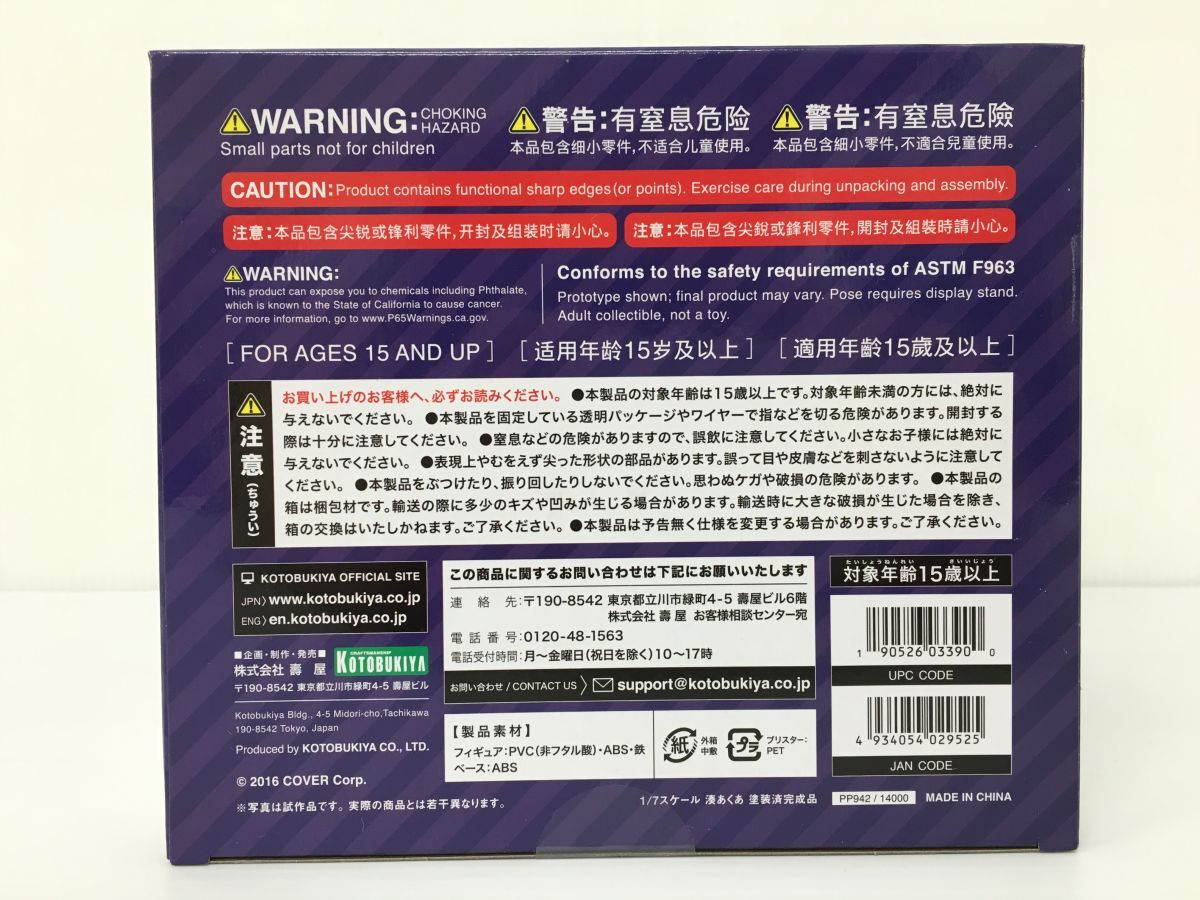 WARNING: CHOKING HAZARD
Small parts not for children
警告:有窒息危险
本品包含细小零件,不适合儿童使用。
警告:有窒息危險
本品包含細小零件,不適合兒童使用。
CAUTION: Product contains functional sharp edges (or points). Exercise care during unpacking and assembly.
注意:本品包含尖锐或锋利零件,开封及组装时请小心。
注意:本品包含尖銳或鋒利零件,開封及組裝時請小心。
WARNING:
This product can expose you to chemicals including Phthalate,
which is known to the State of California to cause cancer.
For more information, go to www.P65Warnings.ca.gov.
Conforms to the safety requirements of ASTM F963
Prototype shown; final product may vary. Pose requires display stand.
Adult collectible, not a toy.
[ FOR AGES 15 AND UP ]
[ 适用年龄15岁及以上 ]
[ 適用年齡15歲及以上 ]
注意(ちゅうい)
お買い上げのお客様へ、必ずお読みください。 ●本製品の対象年齢は15歳以上です。対象年齢未満の方には、絶対に
与えないでください。 ●本製品を固定している透明パッケージやワイヤーで指などを切る危険があります。開封する
際は十分に注意してください。 ●窒息などの危険がありますので、誤飲に注意してください。小さなお子様には絶対に
与えないでください。 ●表現上やむをえず尖った形状の部品があります。誤って目や皮膚などを刺さないように注意して
ください。 ●本製品をぶつけたり、振り回したりしないでください。思わぬケガや破損の危険があります。 ●本製品の
箱は梱包材です。輸送の際に多少のキズや凹みが生じる場合があります。輸送時に大きな破損が生じた場合を除き、
箱の交換はいたしかねます。ご了承ください。 ●本製品は予告無く仕様を変更する場合があります。ご了承ください。
KOTOBUKIYA OFFICIAL SITE
JPN〉www.kotobukiya.co.jp
ENG〉en.kotobukiya.co.jp
■企画・制作・発売■
株式会社 壽 屋
CRAFTSMANSHIP
KOTOBUKIYA
〒190-8542 東京都立川市緑町4-5 壽屋ビル
Kotobukiya Bldg., 4-5 Midori-cho,Tachikawa
190-8542 Tokyo, Japan
Produced by KOTOBUKIYA CO., LTD.
© 2016 COVER Corp.
※写真は試作品です。実際の商品とは若干異なります。
この商品に関するお問い合わせは下記にお願いいたします
連 絡 先:〒190-8542 東京都立川市緑町4-5 壽屋ビル6階
株式会社 壽屋 お客様相談センター宛
電 話 番 号:0120-48-1563
電話受付時間:月〜金曜日(祝日を除く)10〜17時
お問い合わせ / CONTACT US 〉 support@kotobukiya.co.jp
【製品素材】
フィギュア:PVC(非フタル酸)・ABS・鉄
ベース:ABS
紙
外箱
中敷
プラ
ブリスター:
PET
1/7スケール 湊あくあ 塗装済完成品
たいしょうねんれい さいいじょう
対象年齢15歳以上
1 90526 03390 0
UPC CODE
4 934054 029525
JAN CODE
PP942 / 14000
MADE IN CHINA